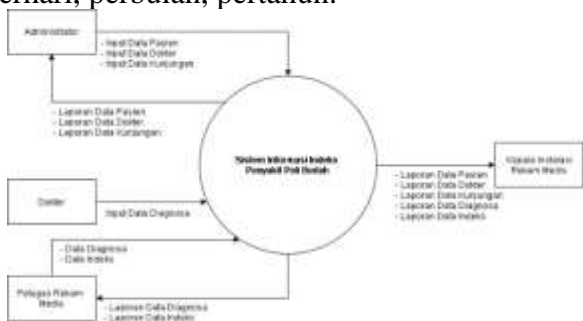 perhari, perbulan, pertahun.
Administrator
- Input Data Pasien
- Input Data Dokter
- Input Data Kunjungan
- Laporan Data Pasien
- Laporan Data Dokter
- Laporan Data Kunjungan
Sistem Informasi Indeks
Penyakit Poli Bedah
Kepala Instalasi
Rekam Medis
- Laporan Data Pasien
- Laporan Data Dokter
- Laporan Data Kunjungan
- Laporan Data Diagnosa
- Laporan Data Indeks
Dokter
Input Data Diagnosa
- Data Diagnosa
- Data Indeks
Petugas Rekam
Medis
- Laporan Data Diagnosa
- Laporan Data Indeks